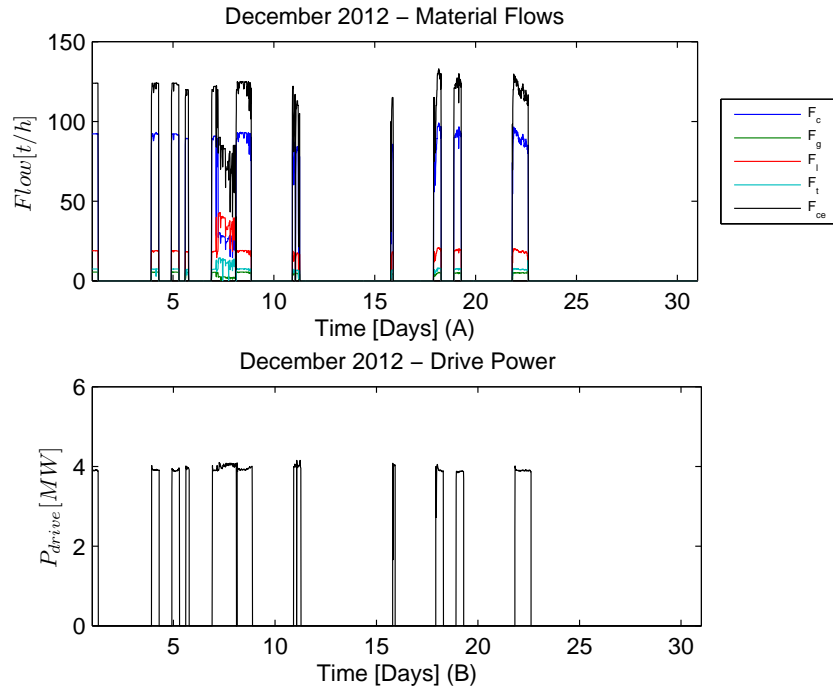 December 2012 – Material Flows
150
100
50
0
Flow[t/h]
5 10 15 20 25 30
Time [Days] (A)
F_c
F_g
F_l
F_t
F_ce
December 2012 – Drive Power
6
4
2
0
P_drive[MW]
5 10 15 20 25 30
Time [Days] (B)